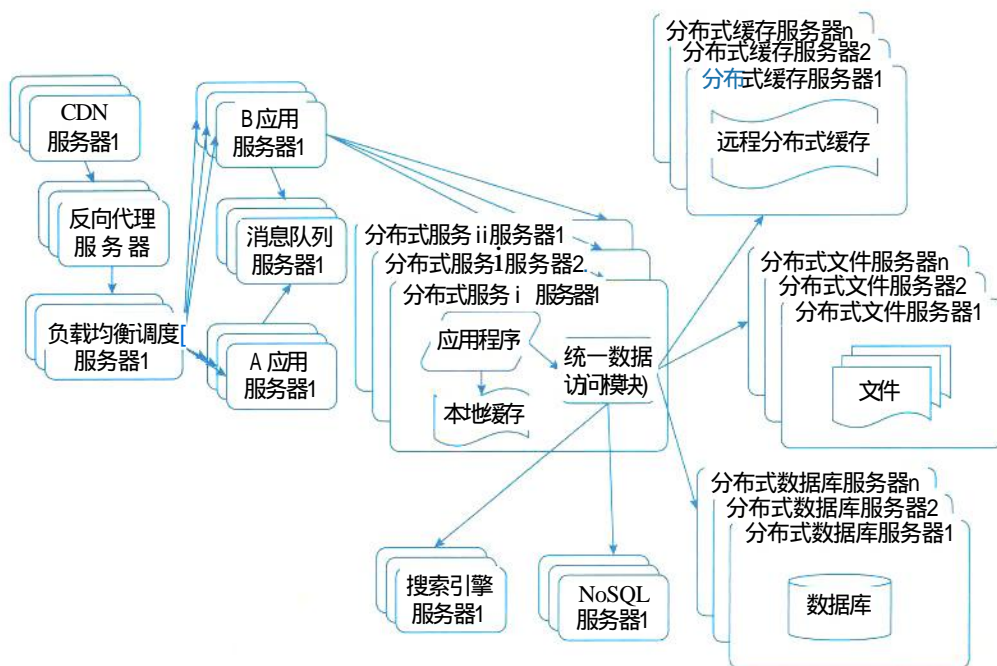 CDN
服务器1
反向代理
服务器
负载均衡调度
服务器1
B应用
服务器1
消息队列
服务器1
A 应用
服务器1
分布式服务 ii服务器1
分布式服务i服务器2
分布式服务 i 服务器1
应用程序
本地缓存
统一数据
访问模块)
分布式缓存服务器n
分布式缓存服务器2
分布式缓存服务器1
远程分布式缓存
分布式文件服务器n
分布式文件服务器2
分布式文件服务器1
文件
分布式数据库服务器n
分布式数据库服务器2
分布式数据库服务器1
数据库
搜索引擎
服务器1
NoSQL
服务器1